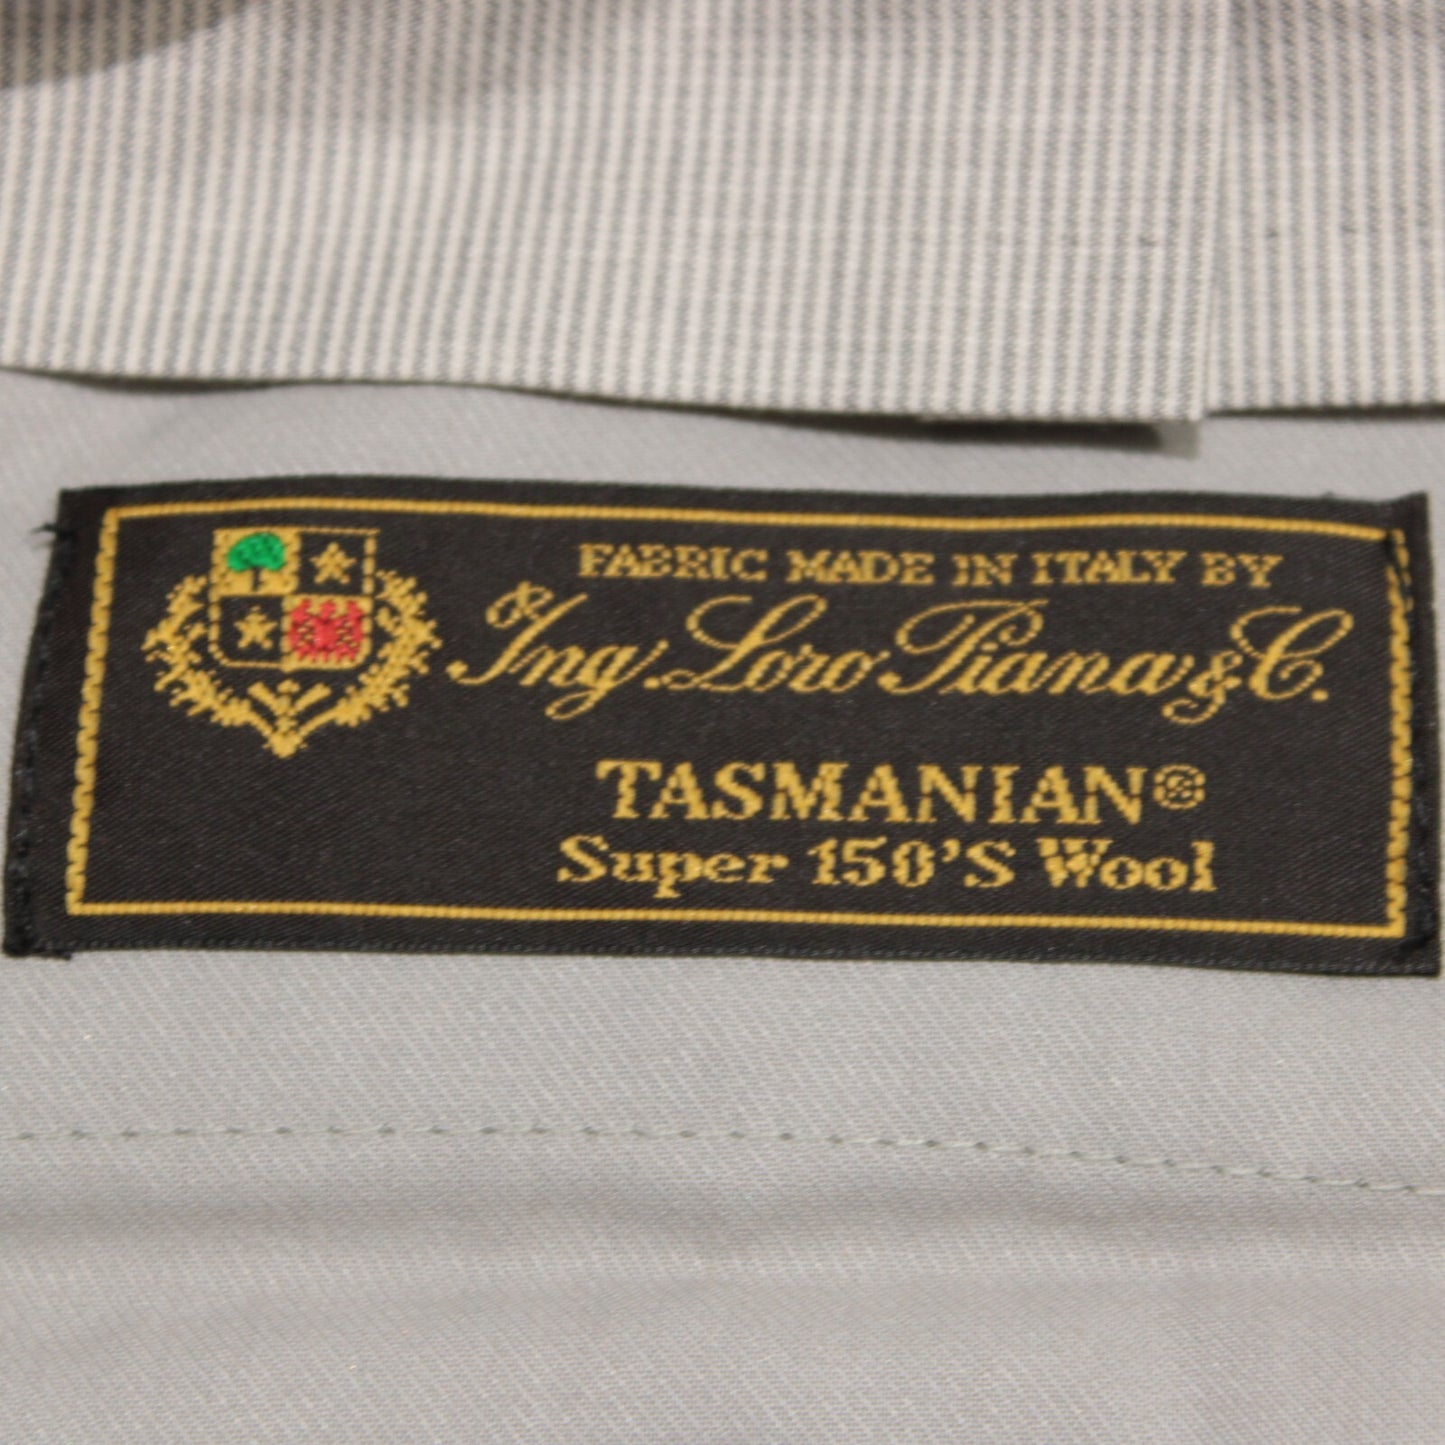 FABRIC MADE IN ITALY BY
Ing. Loro Piana & C.
TASMANIAN®
Super 150'S Wool